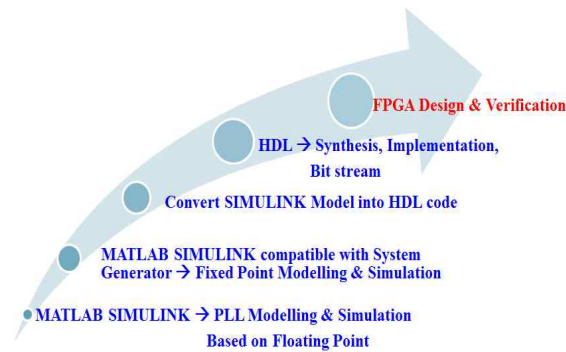 FPGA Design & Verification
HDL → Synthesis, Implementation,
Bit stream
Convert SIMULINK Model into HDL code
MATLAB SIMULINK compatible with System
Generator → Fixed Point Modelling & Simulation
MATLAB SIMULINK → PLL Modelling & Simulation
Based on Floating Point